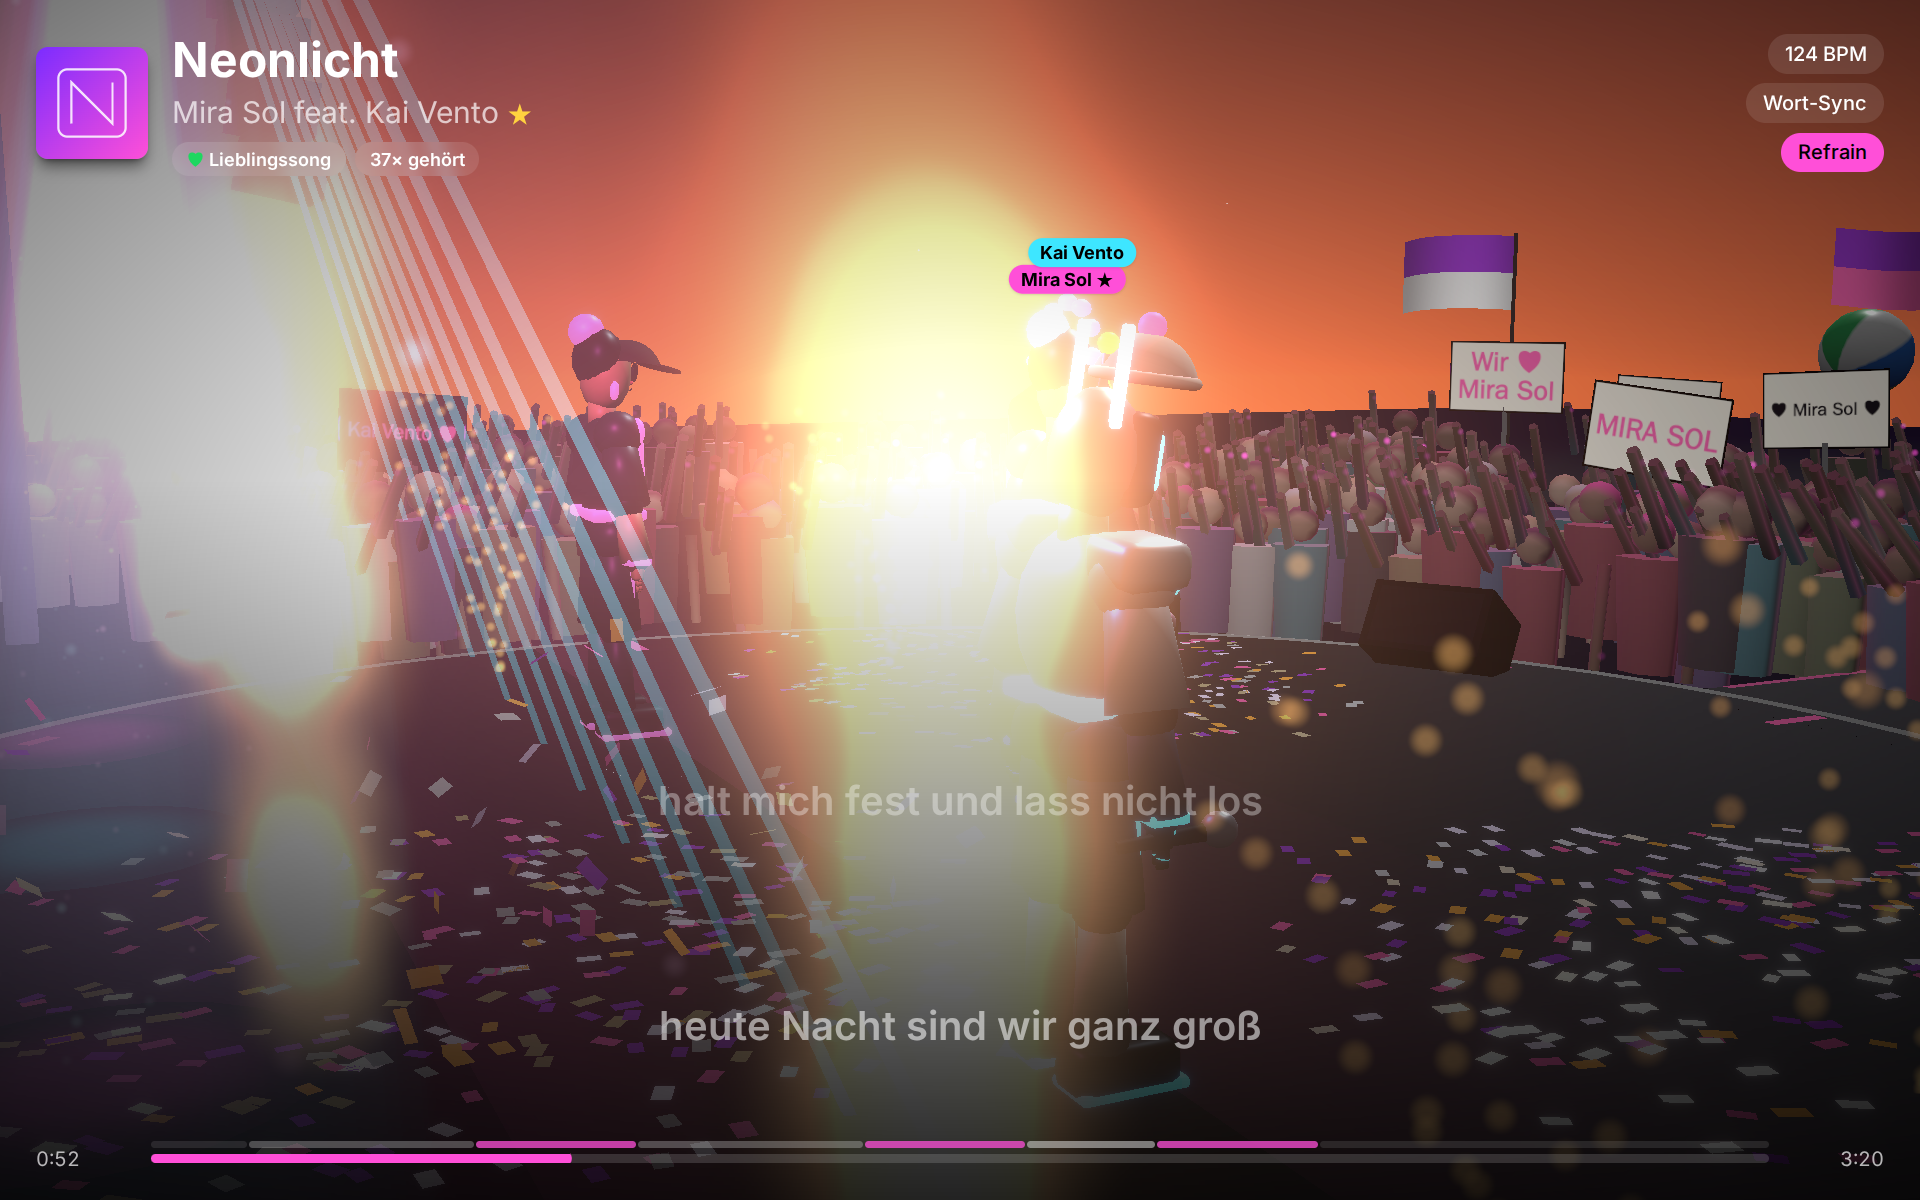 N
Neonlicht
Mira Sol feat. Kai Vento ★
Lieblingssong
37× gehört
124 BPM
Wort-Sync
Refrain
Kai Vento
Mira Sol ★
Wir ♥
Mira Sol
MIRA SOL
♥ Mira Sol ♥
Kai Vento ♥
halt mich fest und lass nicht los
heute Nacht sind wir ganz groß
0:52
3:20